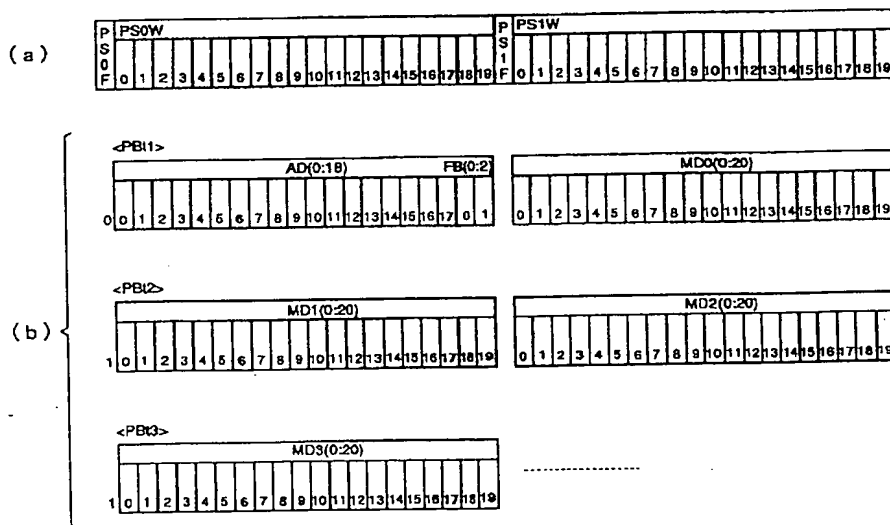 (a)
PS0F PS0W PS1F PS1W
0 1 2 3 4 5 6 7 8 9 10 11 12 13 14 15 16 17 18 19 0 1 2 3 4 5 6 7 8 9 10 11 12 13 14 15 16 17 18 19
(b)
<PBt1>
AD(0:18) FB(0:2) MD0(0:20)
0 0 1 2 3 4 5 6 7 8 9 10 11 12 13 14 15 16 17 0 1 0 1 2 3 4 5 6 7 8 9 10 11 12 13 14 15 16 17 18 19
<PBt2>
MD1(0:20) MD2(0:20)
1 0 1 2 3 4 5 6 7 8 9 10 11 12 13 14 15 16 17 18 19 0 1 2 3 4 5 6 7 8 9 10 11 12 13 14 15 16 17 18 19
<PBt3>
MD3(0:20)
1 0 1 2 3 4 5 6 7 8 9 10 11 12 13 14 15 16 17 18 19